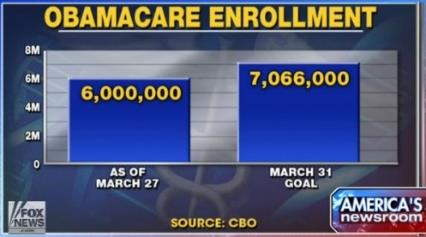 OBAMACARE ENROLLMENT
8M
6M
4M
2M
0
6,000,000
7,066,000
AS OF
MARCH 27
MARCH 31
GOAL
SOURCE: CBO
FOX
NEWS
AMERICA'S
newsroom